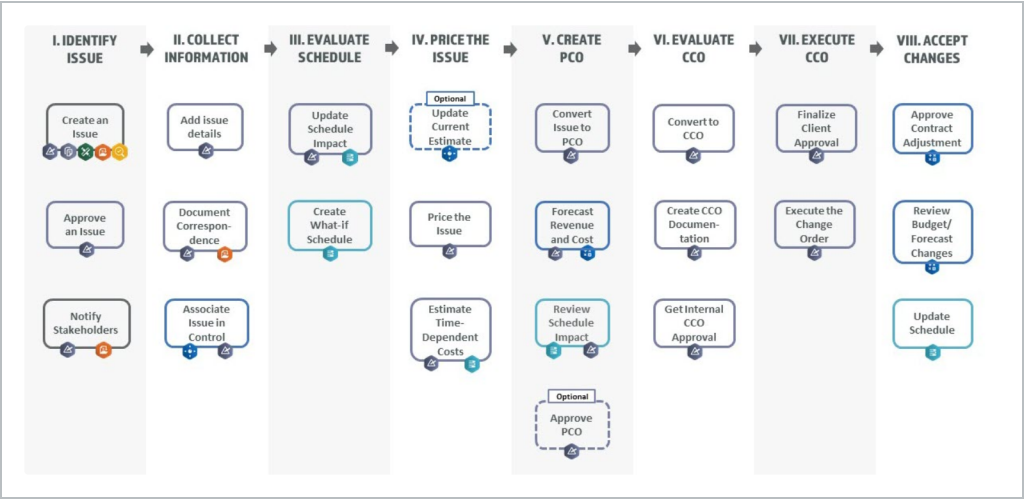 I. IDENTIFY
ISSUE
II. COLLECT
INFORMATION
III. EVALUATE
SCHEDULE
IV. PRICE THE
ISSUE
V. CREATE
PCO
VI. EVALUATE
CCO
VII. EXECUTE
CCO
VIII. ACCEPT
CHANGES
Create an
Issue
Approve
an Issue
Notify
Stakeholders
Add issue
details
Document
Correspon-
dence
Associate
Issue in
Control
Update
Schedule
Impact
Create
What-if
Schedule
Optional
Update
Current
Estimate
Price the
Issue
Estimate
Time-
Dependent
Costs
Convert
Issue to
PCO
Forecast
Revenue
and Cost
Review
Schedule
Impact
Optional
Approve
PCO
Convert to
CCO
Create CCO
Documen-
tation
Get Internal
CCO
Approval
Finalize
Client
Approval
Execute the
Change
Order
Approve
Contract
Adjustment
Review
Budget/
Forecast
Changes
Update
Schedule